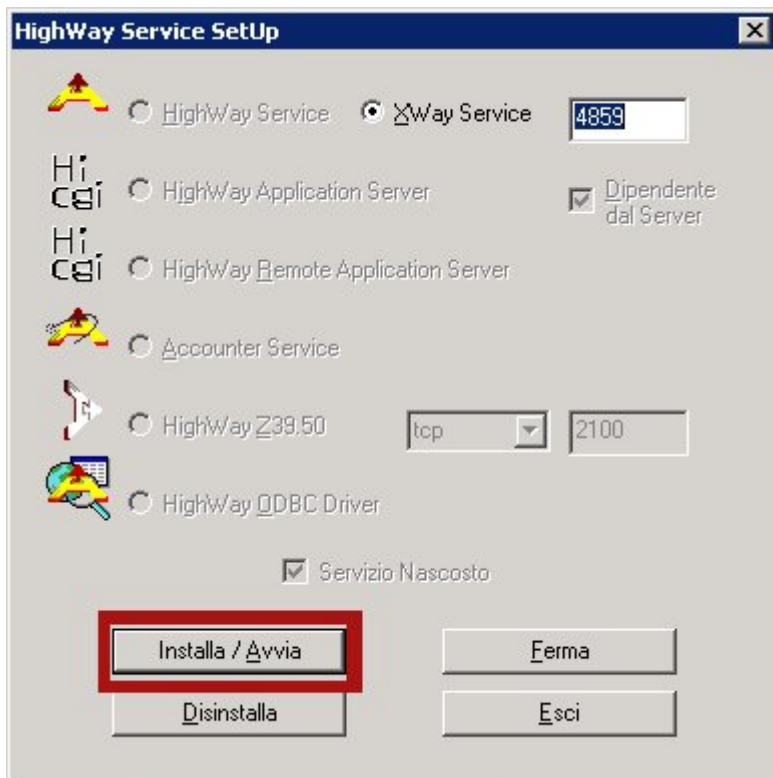 HighWay Service SetUp
HighWay Service
XWay Service
4859
Hi
cgi
HighWay Application Server
Dipendente
dal Server
Hi
cgi
HighWay Remote Application Server
Accounter Service
HighWay Z39.50
tcp
2100
HighWay ODBC Driver
Servizio Nascosto
Installa / Avvia
Ferma
Disinstalla
Esci